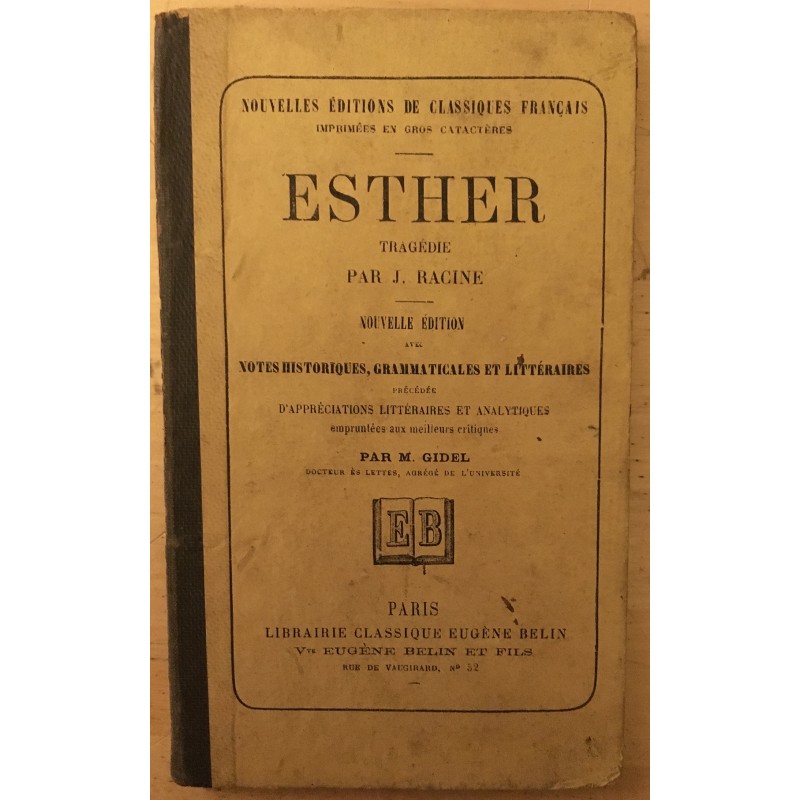 NOUVELLES ÉDITIONS DE CLASSIQUES FRANÇAIS
IMPRIMÉES EN GROS CATACTÈRES
ESTHER
TRAGÉDIE
PAR J. RACINE
NOUVELLE ÉDITION
AVEC
NOTES HISTORIQUES, GRAMMATICALES ET LITTÉRAIRES
PRÉCÉDÉE
D'APPRÉCIATIONS LITTÉRAIRES ET ANALYTIQUES
empruntées aux meilleurs critiques
PAR M. GIDEL
DOCTEUR ÈS LETTES, AGRÉGÉ DE L'UNIVERSITÉ
EB
PARIS
LIBRAIRIE CLASSIQUE EUGÈNE BELIN
Vve EUGÈNE BELIN ET FILS
RUE DE VAUGIRARD, Nº 52